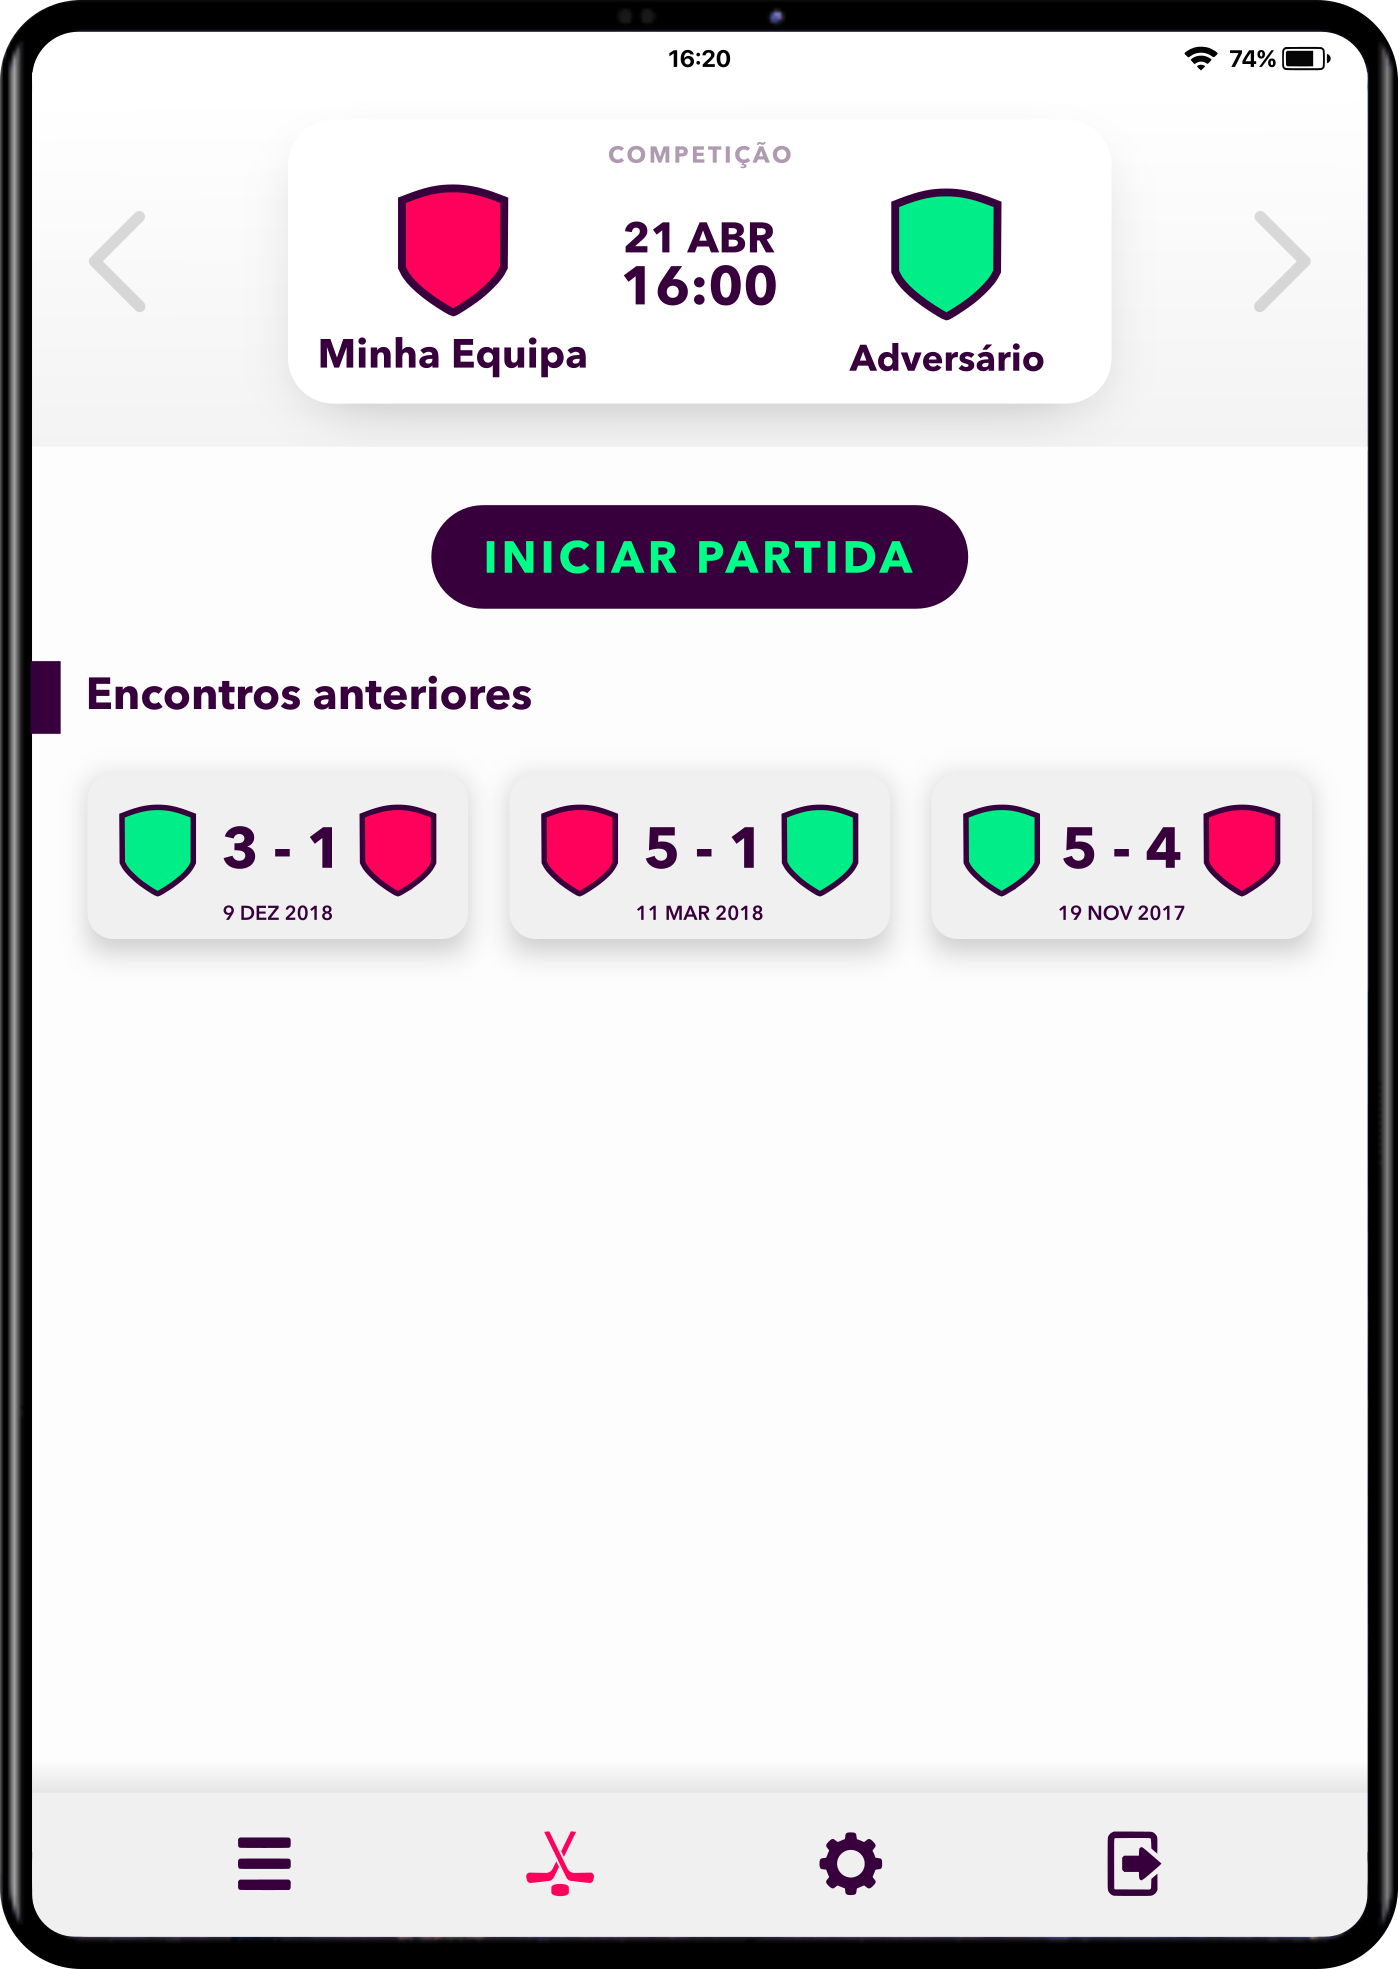 16:20
74%
COMPETIÇÃO
21 ABR
16:00
Minha Equipa
Adversário
INICIAR PARTIDA
Encontros anteriores
3 - 1
9 DEZ 2018
5 - 1
11 MAR 2018
5 - 4
19 NOV 2017